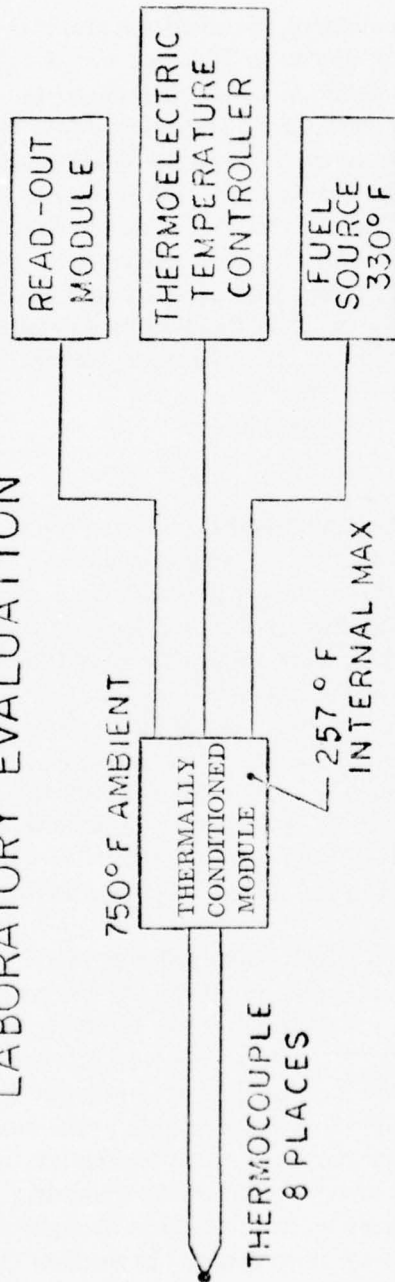 LABORATORY EVALUATION
READ-OUT
MODULE
THERMOELECTRIC
TEMPERATURE
CONTROLLER
FUEL
SOURCE
330°F
750°F AMBIENT
THERMALLY
CONDITIONED
MODULE
257°F
INTERNAL MAX
THERMOCOUPLE
8 PLACES